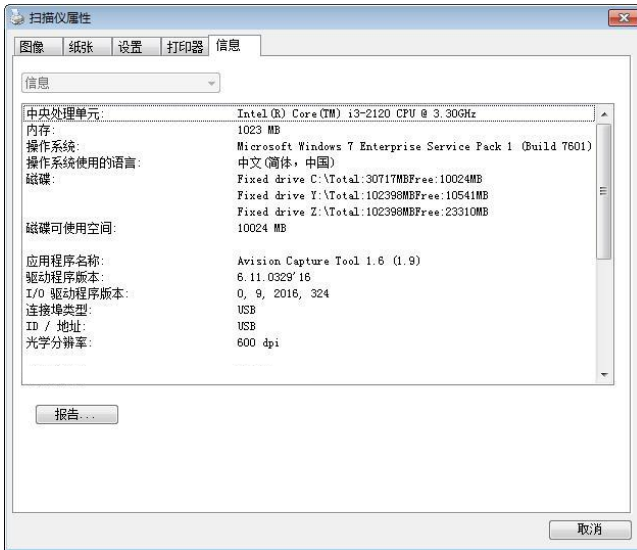 扫描仪属性
图像 纸张 设置 打印器 信息
信息
中央处理单元: Intel(R) Core(TM) i3-2120 CPU @ 3.30GHz
内存: 1023 MB
操作系统: Microsoft Windows 7 Enterprise Service Pack 1 (Build 7601)
操作系统使用的语言: 中文(简体，中国)
磁碟: Fixed drive C:\Total:30717MBFree:10024MB
Fixed drive Y:\Total:102398MBFree:10541MB
Fixed drive Z:\Total:102398MBFree:23310MB
磁碟可使用空间: 10024 MB
应用程序名称: Avision Capture Tool 1.6 (1.9)
驱动程序版本: 6.11.0329'16
I/O 驱动程序版本: 0, 9, 2016, 324
连接埠类型: USB
ID / 地址: USB
光学分辨率: 600 dpi
报告...
取消